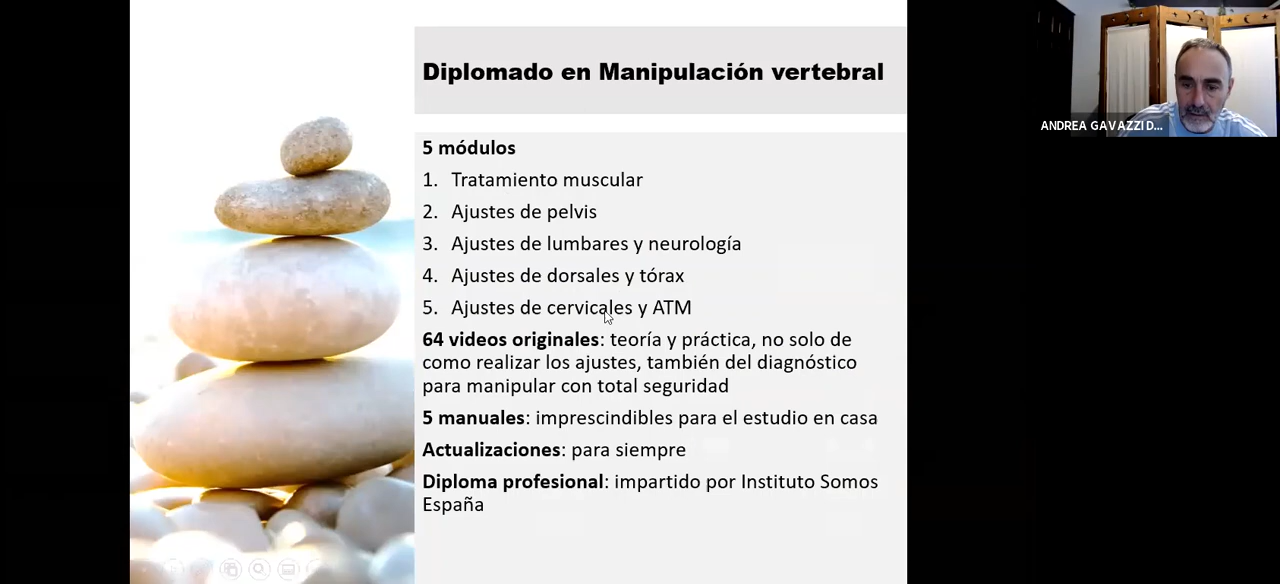 Diplomado en Manipulación vertebral
5 módulos
1. Tratamiento muscular
2. Ajustes de pelvis
3. Ajustes de lumbares y neurología
4. Ajustes de dorsales y tórax
5. Ajustes de cervicales y ATM
64 videos originales: teoría y práctica, no solo de
como realizar los ajustes, también del diagnóstico
para manipular con total seguridad
5 manuales: imprescindibles para el estudio en casa
Actualizaciones: para siempre
Diploma profesional: impartido por Instituto Somos
España
ANDREA GAVAZZI D...